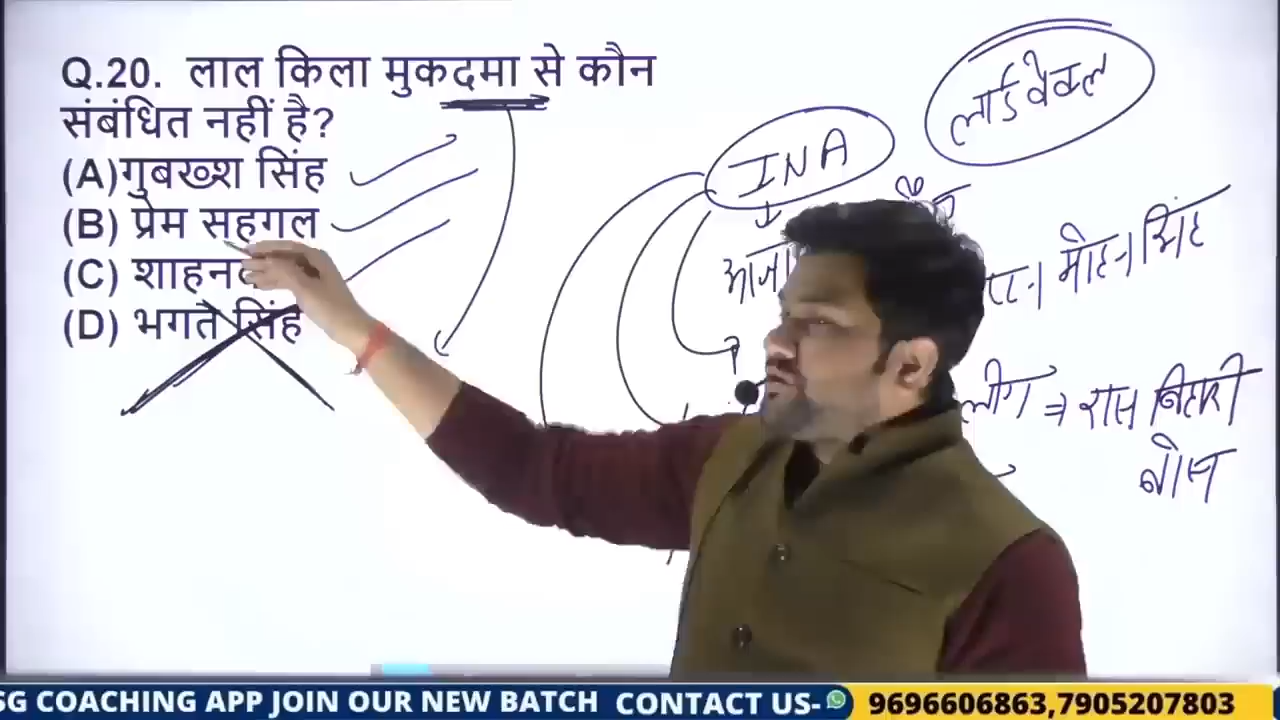 Q.20. लाल किला मुकदमा से कौन
संबंधित नहीं है?
(A)गुबख्श सिंह
(B) प्रेम सहगल
(C) शाहन
(D) भगत सिंह
लार्ड वेवल
INA
मोहन सिंह
लीग ⇒ रास बिहारी
बोस
SG COACHING APP JOIN OUR NEW BATCH CONTACT US- 9696606863,7905207803